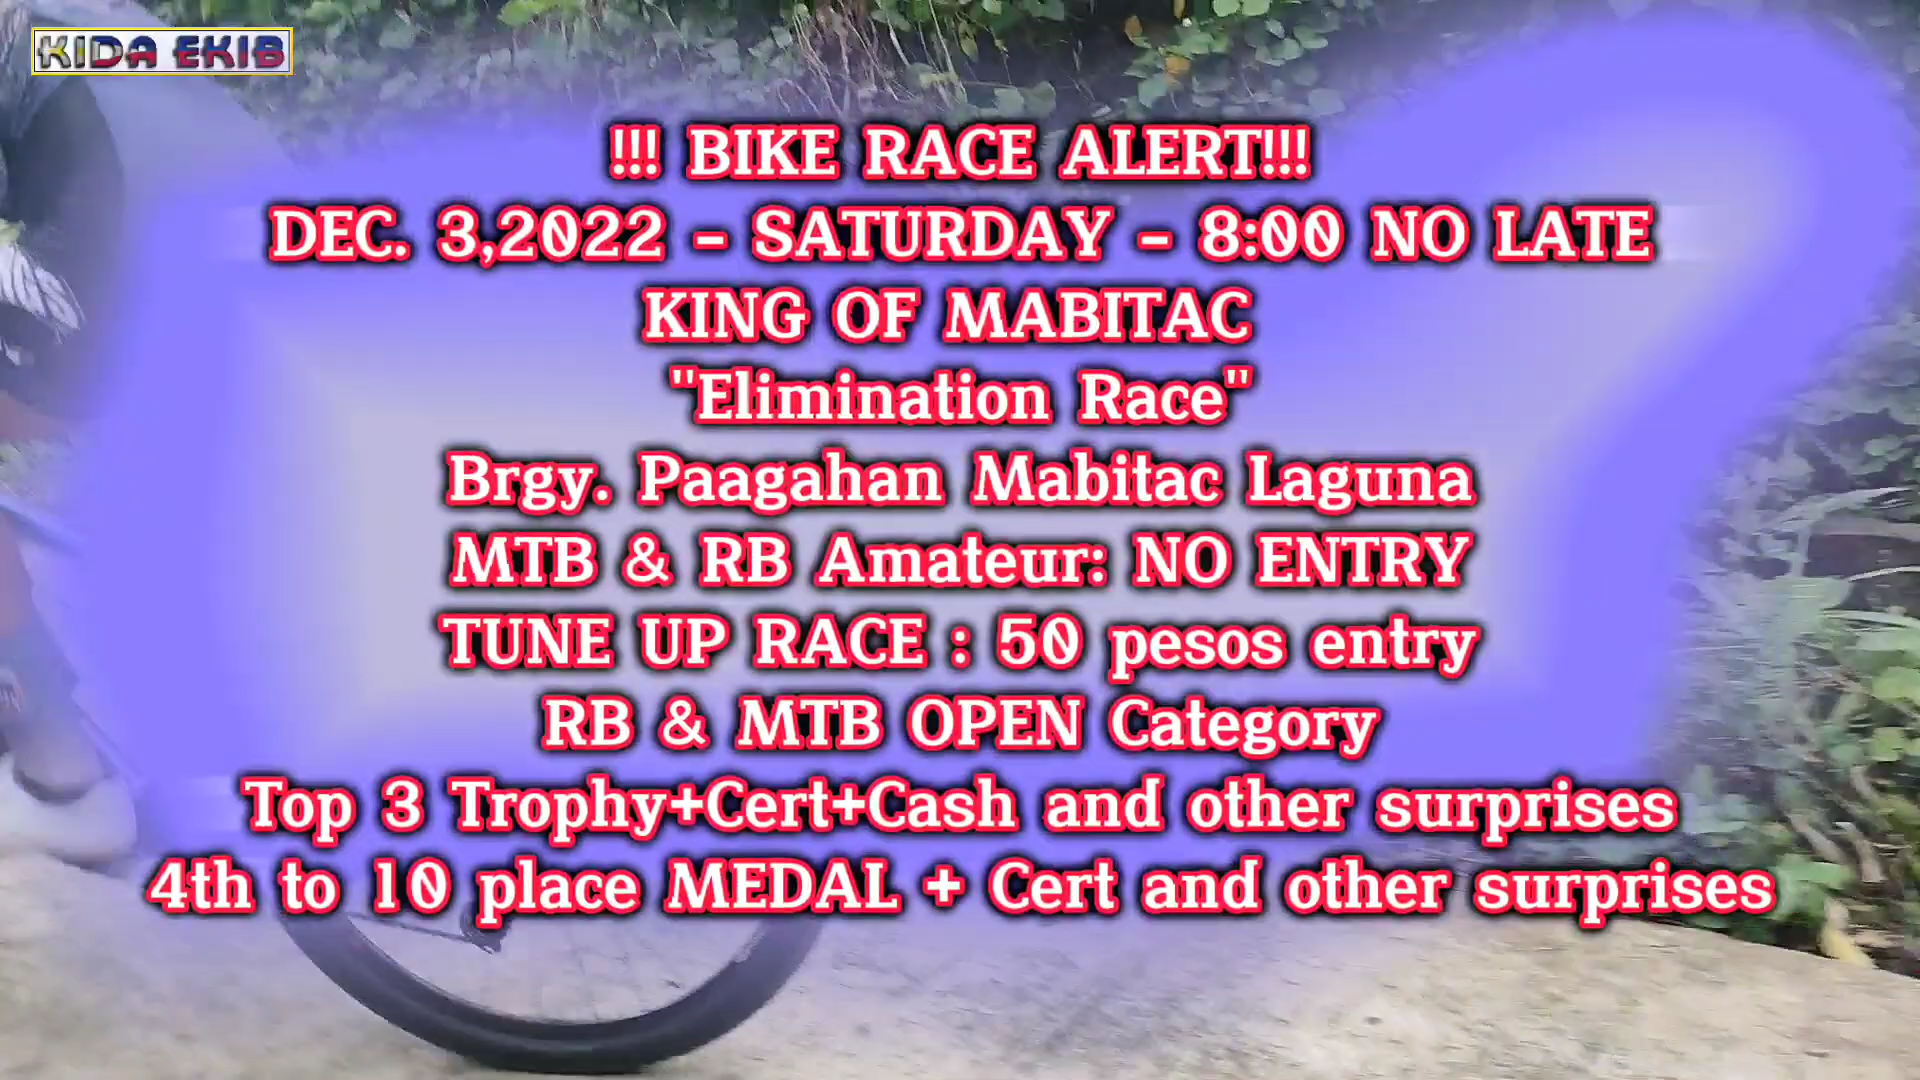 KIDA EKIB
!!! BIKE RACE ALERT!!!
DEC. 3,2022 - SATURDAY - 8:00 NO LATE
KING OF MABITAC
"Elimination Race"
Brgy. Paagahan Mabitac Laguna
MTB & RB Amateur: NO ENTRY
TUNE UP RACE : 50 pesos entry
RB & MTB OPEN Category
Top 3 Trophy+Cert+Cash and other surprises
4th to 10 place MEDAL + Cert and other surprises